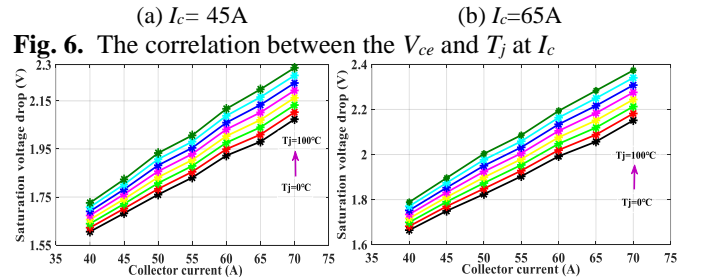 (a) Ic= 45A (b) Ic=65A
Fig. 6. The correlation between the Vce and Tj at Ic
Saturation voltage drop (V)
2.3
2.15
1.95
1.75
1.55
Tj=100°C
Tj=0°C
35 40 45 50 55 60 65 70 75
Collector current (A)
Saturation voltage drop (V)
2.4
2.2
2
1.8
1.6
Tj=100°C
Tj=0°C
35 40 45 50 55 60 65 70 75
Collector current (A)